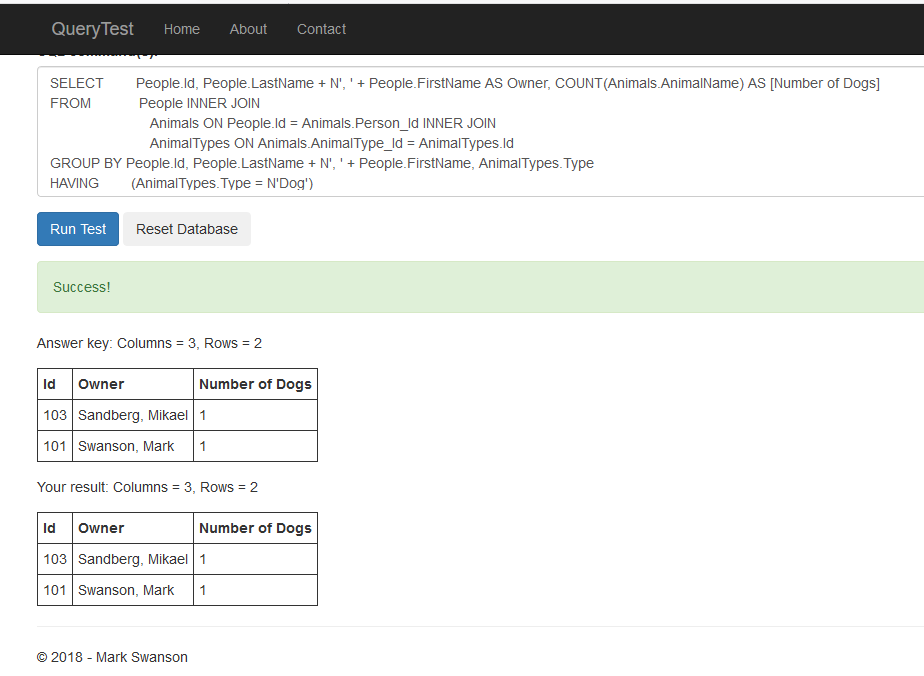 QueryTest Home About Contact
SELECT People.Id, People.LastName + N', ' + People.FirstName AS Owner, COUNT(Animals.AnimalName) AS [Number of Dogs]
FROM People INNER JOIN
Animals ON People.Id = Animals.Person_Id INNER JOIN
AnimalTypes ON Animals.AnimalType_Id = AnimalTypes.Id
GROUP BY People.Id, People.LastName + N', ' + People.FirstName, AnimalTypes.Type
HAVING (AnimalTypes.Type = N'Dog')
Run Test Reset Database
Success!
Answer key: Columns = 3, Rows = 2
Id Owner Number of Dogs
103 Sandberg, Mikael 1
101 Swanson, Mark 1
Your result: Columns = 3, Rows = 2
Id Owner Number of Dogs
103 Sandberg, Mikael 1
101 Swanson, Mark 1
© 2018 - Mark Swanson